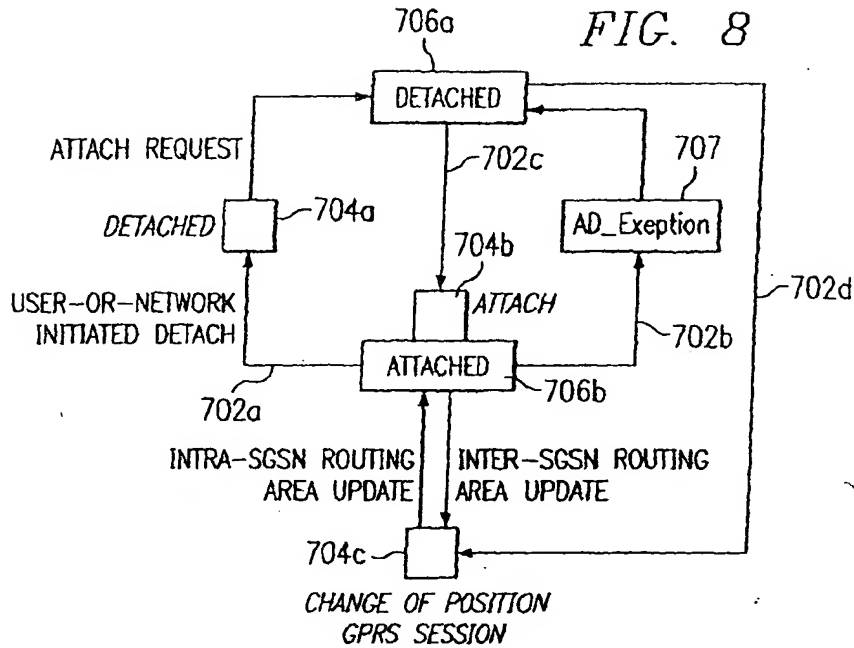 FIG. 8
706a
DETACHED
ATTACH REQUEST
702c
707
DETACHED
704a
AD_Exeption
704b
ATTACH
702d
USER-OR-NETWORK
INITIATED DETACH
702b
ATTACHED
702a
706b
INTRA-SGSN ROUTING
AREA UPDATE
INTER-SGSN ROUTING
AREA UPDATE
704c
CHANGE OF POSITION
GPRS SESSION